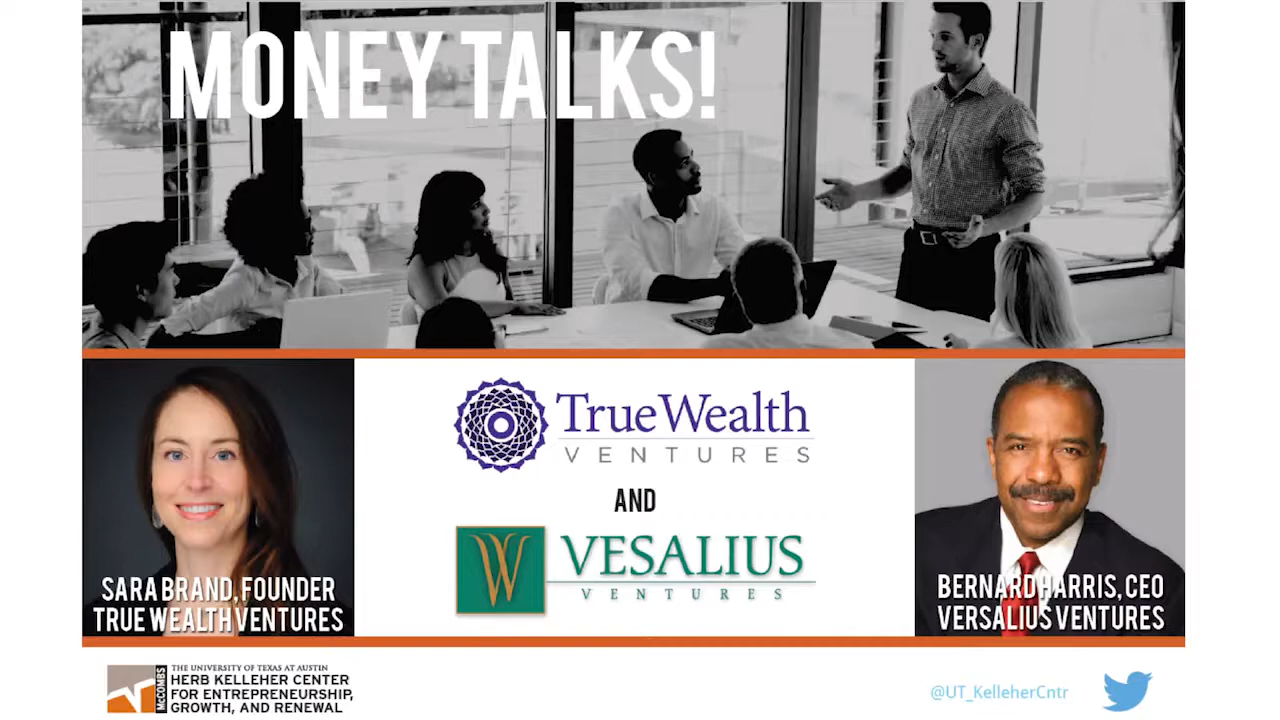 MONEY TALKS!
TrueWealth
VENTURES
AND
VESALIUS
VENTURES
SARA BRAND, FOUNDER
TRUE WEALTH VENTURES
BERNARD HARRIS, CEO
VERSALIUS VENTURES
McCOMBS
THE UNIVERSITY OF TEXAS AT AUSTIN
HERB KELLEHER CENTER
FOR ENTREPRENEURSHIP,
GROWTH, AND RENEWAL
@UT_KelleherCntr